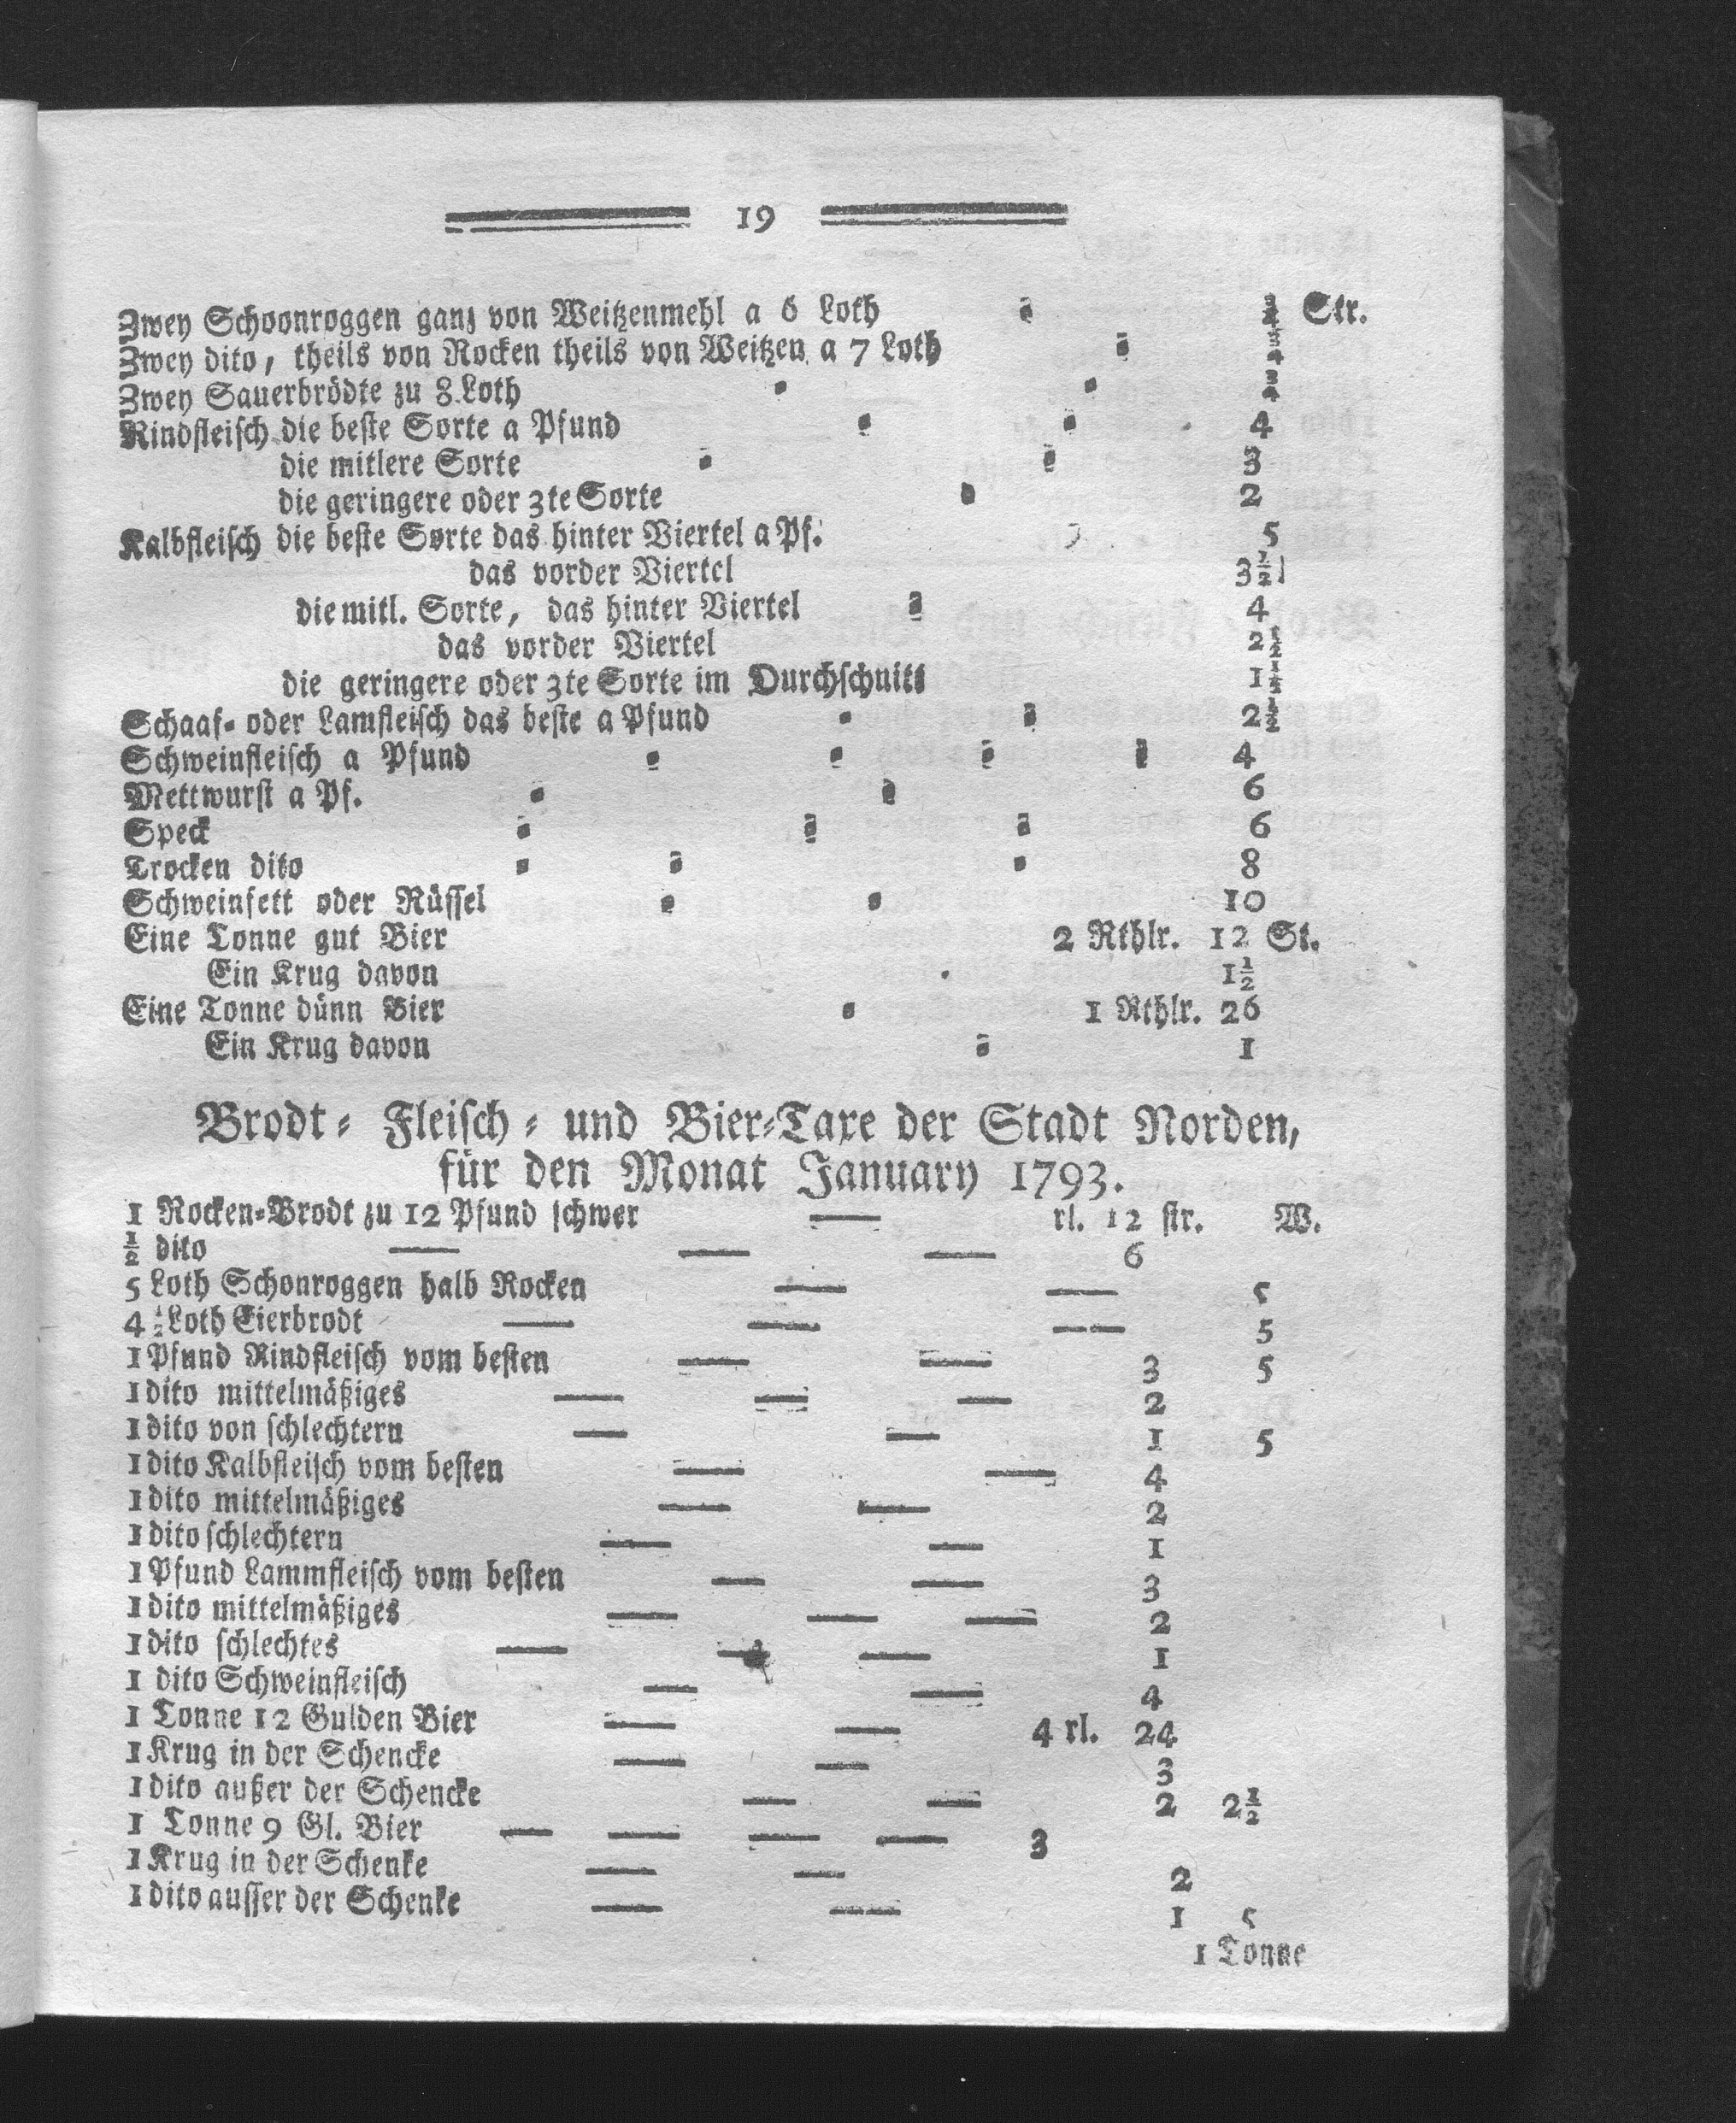 19
Zwey Schoonroggen ganz von Weitzenmehl a 6 Loth ¾ Str.
Zwey dito, theils von Rocken theils von Weitzen a 7 Loth ¾
Zwey Sauerbrödte zu 8 Loth ¾
Rindfleisch die beste Sorte a Pfund 4
die mitlere Sorte 3
die geringere oder 3te Sorte 2
Kalbfleisch die beste Sorte das hinter Viertel a Pf. 5
das vorder Viertel 3½
die mitl. Sorte, das hinter Viertel 4
das vorder Viertel 2½
die geringere oder 3te Sorte im Durchschnitt 1½
Schaaf- oder Lamfleisch das beste a Pfund 2½
Schweinfleisch a Pfund 4
Mettwurst a Pf. 6
Speck 6
Trocken dito 8
Schweinfett oder Rüssel 10
Eine Tonne gut Bier 2 Rthlr. 12 St.
Ein Krug davon 1½
Eine Tonne dünn Bier 1 Rthlr. 26
Ein Krug davon 1
Brodt- Fleisch- und Bier-Taxe der Stadt Norden,
für den Monat January 1793.
1 Rocken-Brodt zu 12 Pfund schwer — rl. 12 str. W.
½ dito — — — 6
5 Loth Schonroggen halb Rocken — — 5
4½ Loth Eierbrodt — — — 5
1 Pfund Rindfleisch vom besten — — 3 5
1 dito mittelmäßiges — — — 2
1 dito von schlechtern — — 1 5
1 dito Kalbfleisch vom besten — — 4
1 dito mittelmäßiges — — 2
1 dito schlechtern — — 1
1 Pfund Lammfleisch vom besten — — 3
1 dito mittelmäßiges — — — 2
1 dito schlechtes — — — 1
1 dito Schweinfleisch — — 4
1 Tonne 12 Gulden Bier — — 4 rl. 24
1 Krug in der Schencke — — 3
1 dito außer der Schencke — — 2 2½
1 Tonne 9 Gl. Bier — — — — 3
1 Krug in der Schenke — — 2
1 dito ausser der Schenke — — 1 5
1 Tonne